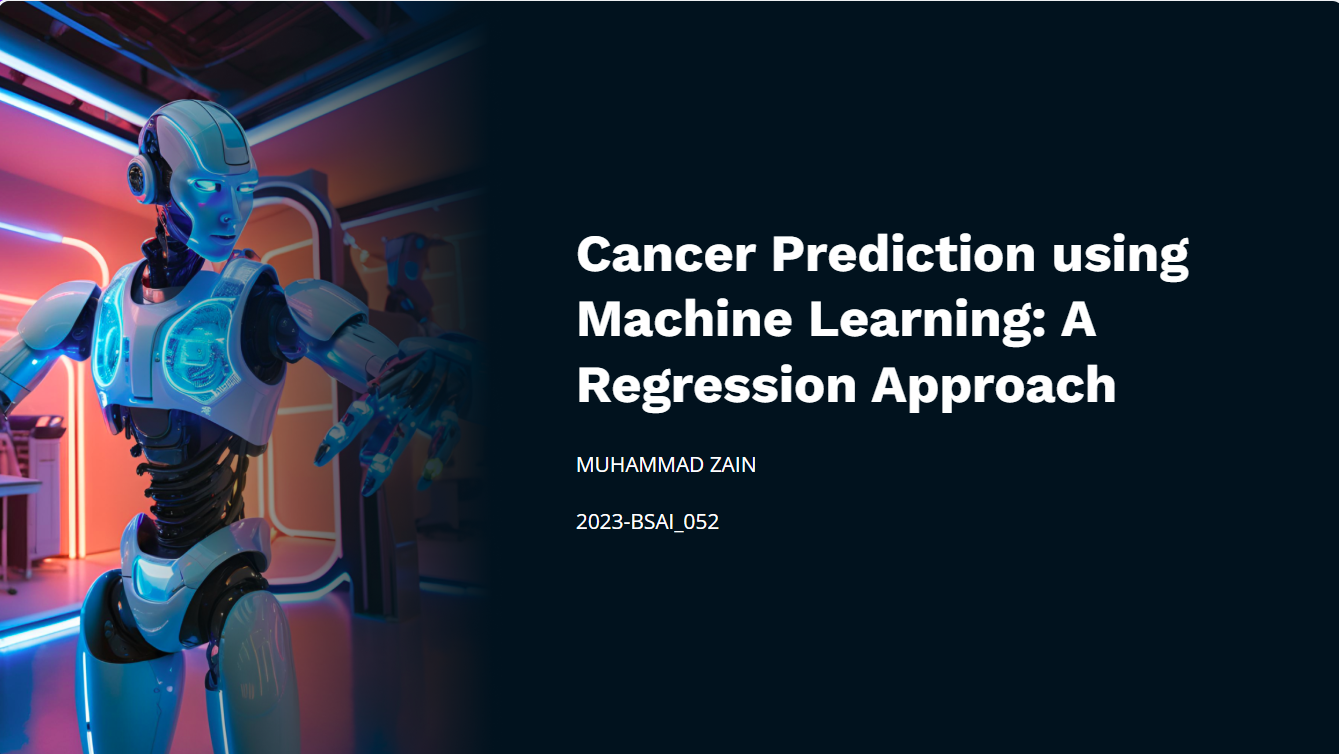 Cancer Prediction using
Machine Learning: A
Regression Approach
MUHAMMAD ZAIN
2023-BSAI_052